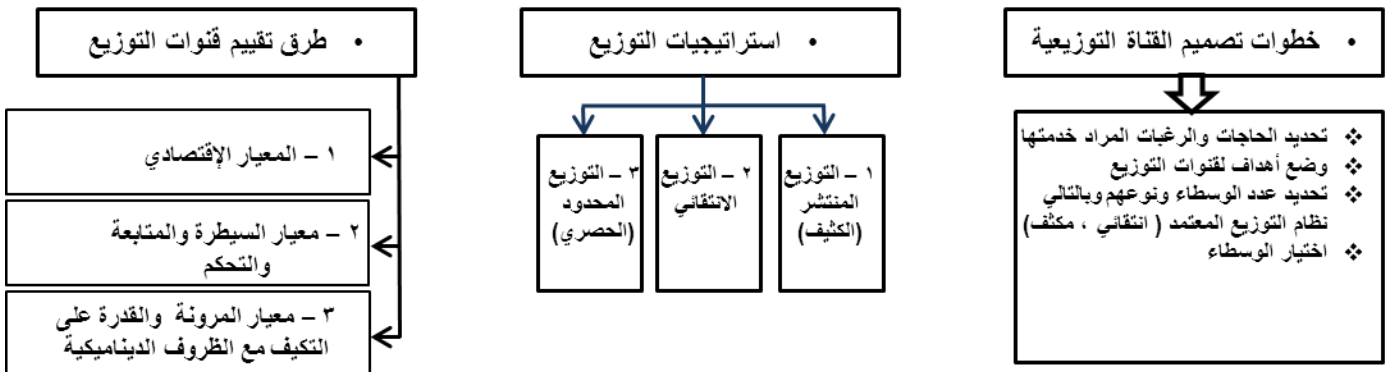 • خطوات تصميم القناة التوزيعية
❖ تحديد الحاجات والرغبات المراد خدمتها
❖ وضع أهداف لقنوات التوزيع
❖ تحديد عدد الوسطاء ونوعهم وبالتالي
نظام التوزيع المعتمد ( انتقائي ، مكثف)
❖ اختيار الوسطاء
• استراتيجيات التوزيع
١ – التوزيع
المنتشر
(الكثيف)
٢ – التوزيع
الانتقائي
٣ – التوزيع
المحدود
(الحصري)
• طرق تقييم قنوات التوزيع
١ – المعيار الإقتصادي
٢ – معيار السيطرة والمتابعة
والتحكم
٣ – معيار المرونة والقدرة على
التكيف مع الظروف الديناميكية